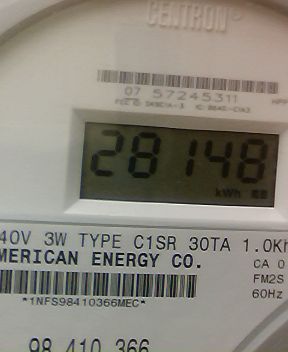 CENTRON®
07 57245311
28148
kWh
40V 3W TYPE C1SR 30TA 1.0Kh
MERICAN ENERGY CO.
CA 0
FM2S
60Hz
*1NFS98410366MEC*
98 410 366